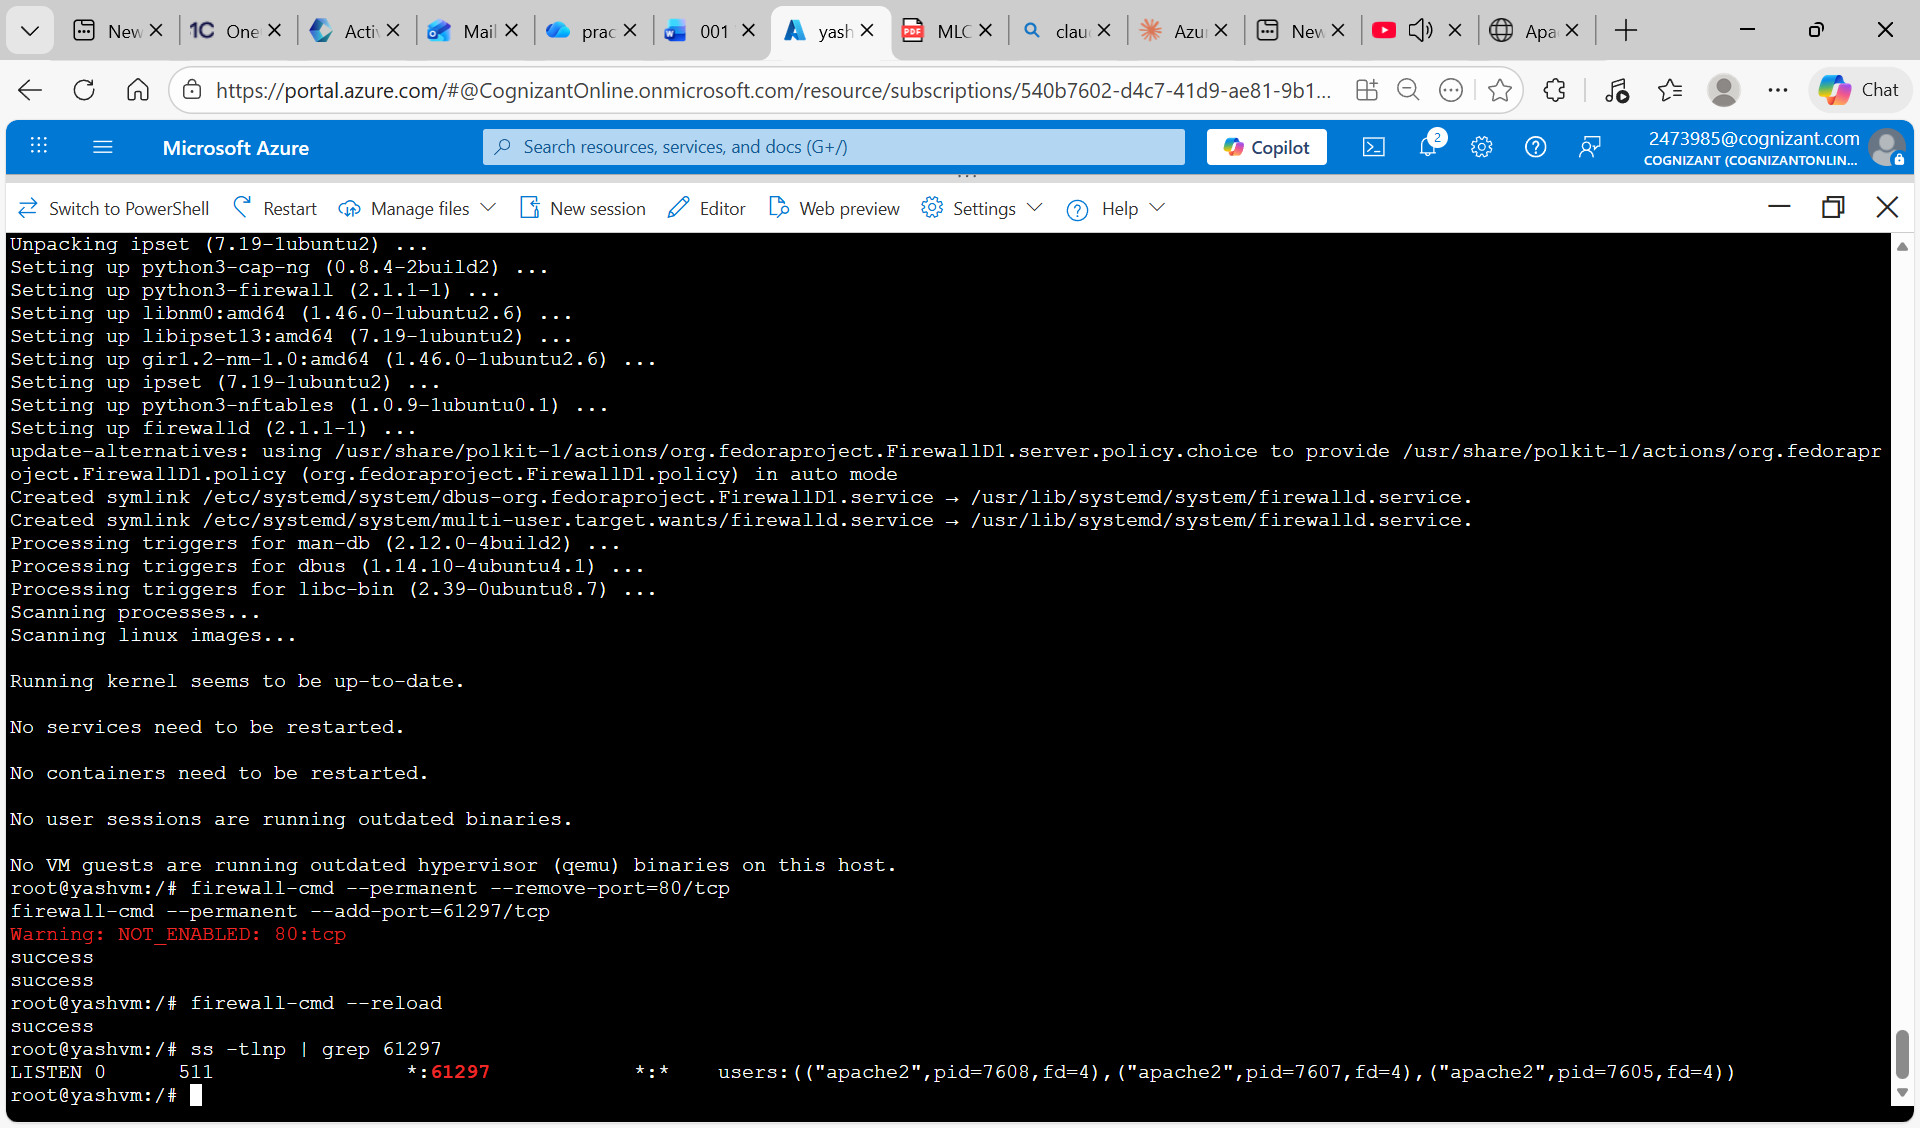 New
One
Activ
Mail
prac
001
yash
MLC
clau
Azu
New
Apa
https://portal.azure.com/#@CognizantOnline.onmicrosoft.com/resource/subscriptions/540b7602-d4c7-41d9-ae81-9b1...
Chat
Microsoft Azure
Search resources, services, and docs (G+/)
Copilot
2
2473985@cognizant.com
COGNIZANT (COGNIZANTONLIN...
Switch to PowerShell
Restart
Manage files
New session
Editor
Web preview
Settings
Help
Unpacking ipset (7.19-1ubuntu2) ...
Setting up python3-cap-ng (0.8.4-2build2) ...
Setting up python3-firewall (2.1.1-1) ...
Setting up libnm0:amd64 (1.46.0-1ubuntu2.6) ...
Setting up libipset13:amd64 (7.19-1ubuntu2) ...
Setting up gir1.2-nm-1.0:amd64 (1.46.0-1ubuntu2.6) ...
Setting up ipset (7.19-1ubuntu2) ...
Setting up python3-nftables (1.0.9-1ubuntu0.1) ...
Setting up firewalld (2.1.1-1) ...
update-alternatives: using /usr/share/polkit-1/actions/org.fedoraproject.FirewallD1.server.policy.choice to provide /usr/share/polkit-1/actions/org.fedorapr
oject.FirewallD1.policy (org.fedoraproject.FirewallD1.policy) in auto mode
Created symlink /etc/systemd/system/dbus-org.fedoraproject.FirewallD1.service → /usr/lib/systemd/system/firewalld.service.
Created symlink /etc/systemd/system/multi-user.target.wants/firewalld.service → /usr/lib/systemd/system/firewalld.service.
Processing triggers for man-db (2.12.0-4build2) ...
Processing triggers for dbus (1.14.10-4ubuntu4.1) ...
Processing triggers for libc-bin (2.39-0ubuntu8.7) ...
Scanning processes...
Scanning linux images...
Running kernel seems to be up-to-date.
No services need to be restarted.
No containers need to be restarted.
No user sessions are running outdated binaries.
No VM guests are running outdated hypervisor (qemu) binaries on this host.
root@yashvm:/# firewall-cmd --permanent --remove-port=80/tcp
firewall-cmd --permanent --add-port=61297/tcp
Warning: NOT_ENABLED: 80:tcp
success
success
root@yashvm:/# firewall-cmd --reload
success
root@yashvm:/# ss -tlnp | grep 61297
LISTEN 0      511                *:61297            *:*    users:(("apache2",pid=7608,fd=4),("apache2",pid=7607,fd=4),("apache2",pid=7605,fd=4))
root@yashvm:/#